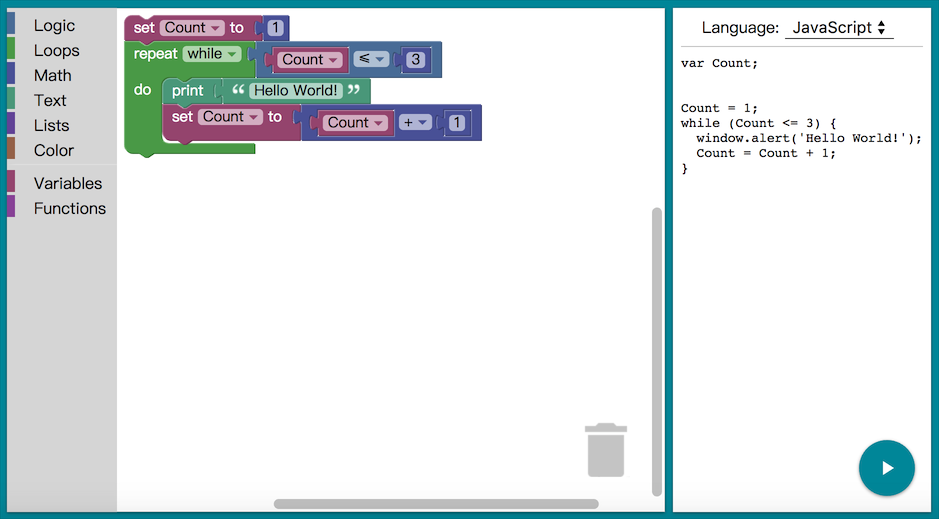 Logic
Loops
Math
Text
Lists
Color
Variables
Functions
set Count to 1
repeat while Count ≤ 3
do print “ Hello World! ”
set Count to Count + 1
Language: JavaScript
var Count;
Count = 1;
while (Count <= 3) {
  window.alert('Hello World!');
  Count = Count + 1;
}